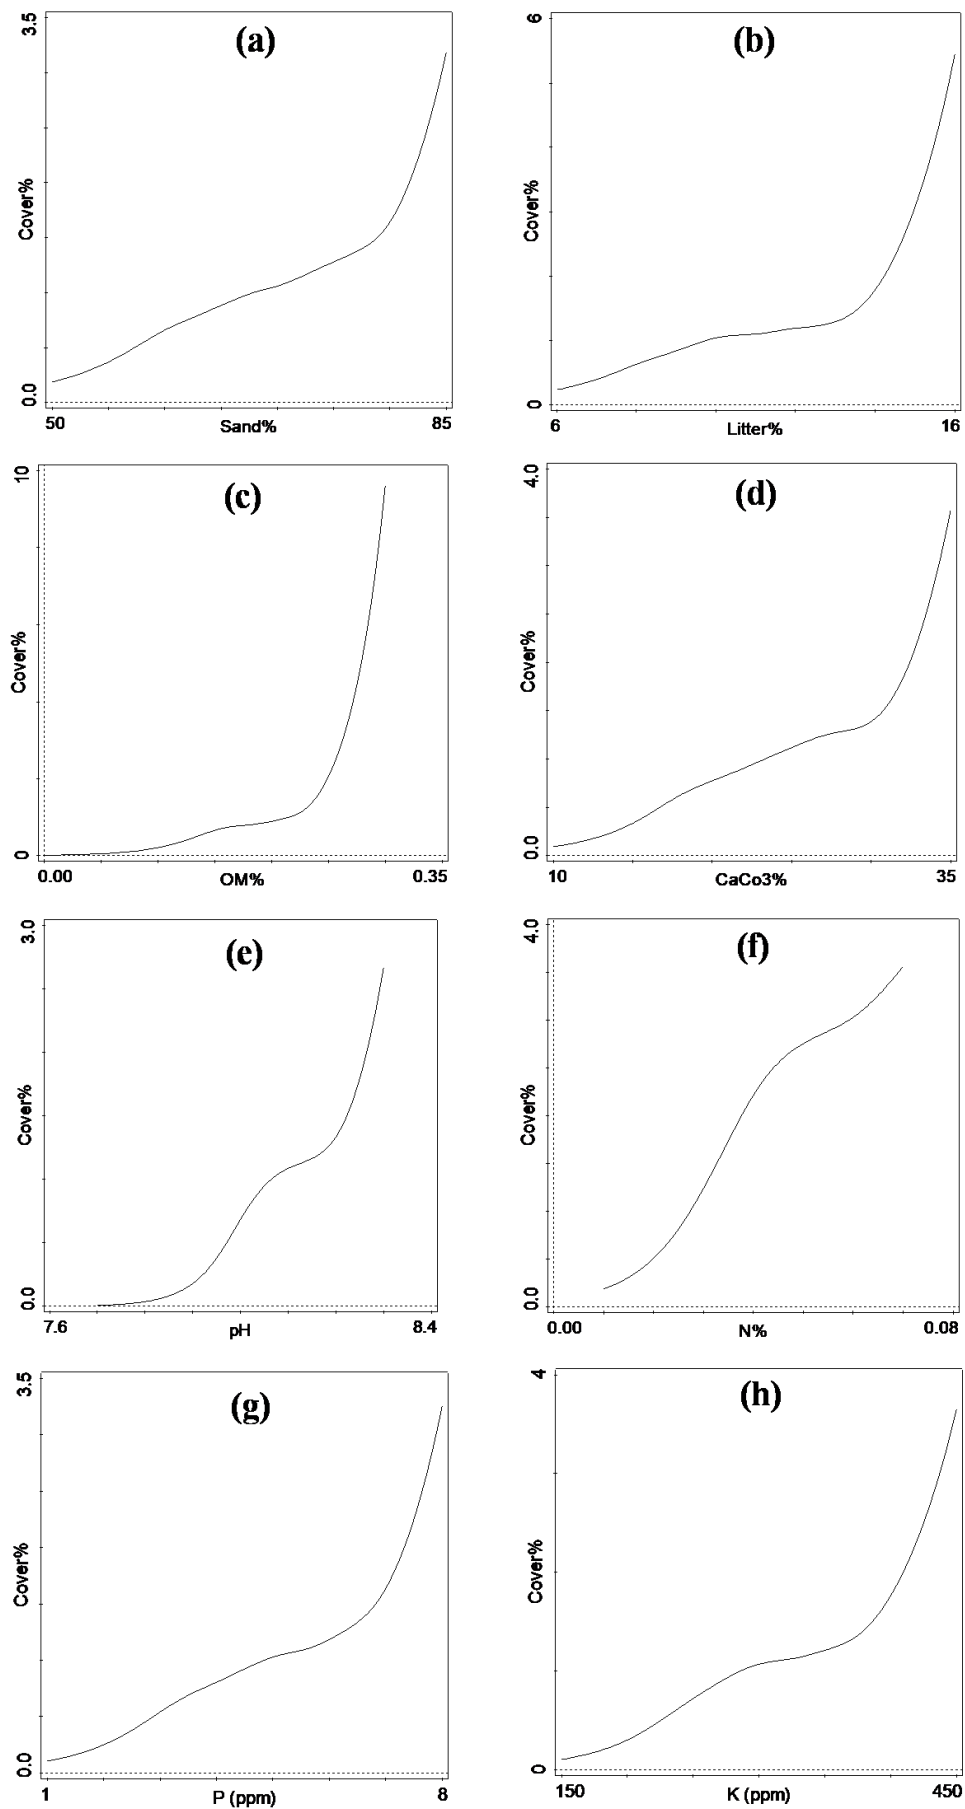 (a)
3.5
Cover%
0.0
50
Sand%
85
(b)
6
Cover%
0
6
Litter%
16
(c)
10
Cover%
0
0.00
OM%
0.35
(d)
4.0
Cover%
0.0
10
CaCo3%
35
(e)
3.0
Cover%
0.0
7.6
pH
8.4
(f)
4.0
Cover%
0.0
0.00
N%
0.08
(g)
3.5
Cover%
0.0
1
P (ppm)
8
(h)
4
Cover%
0
150
K (ppm)
450